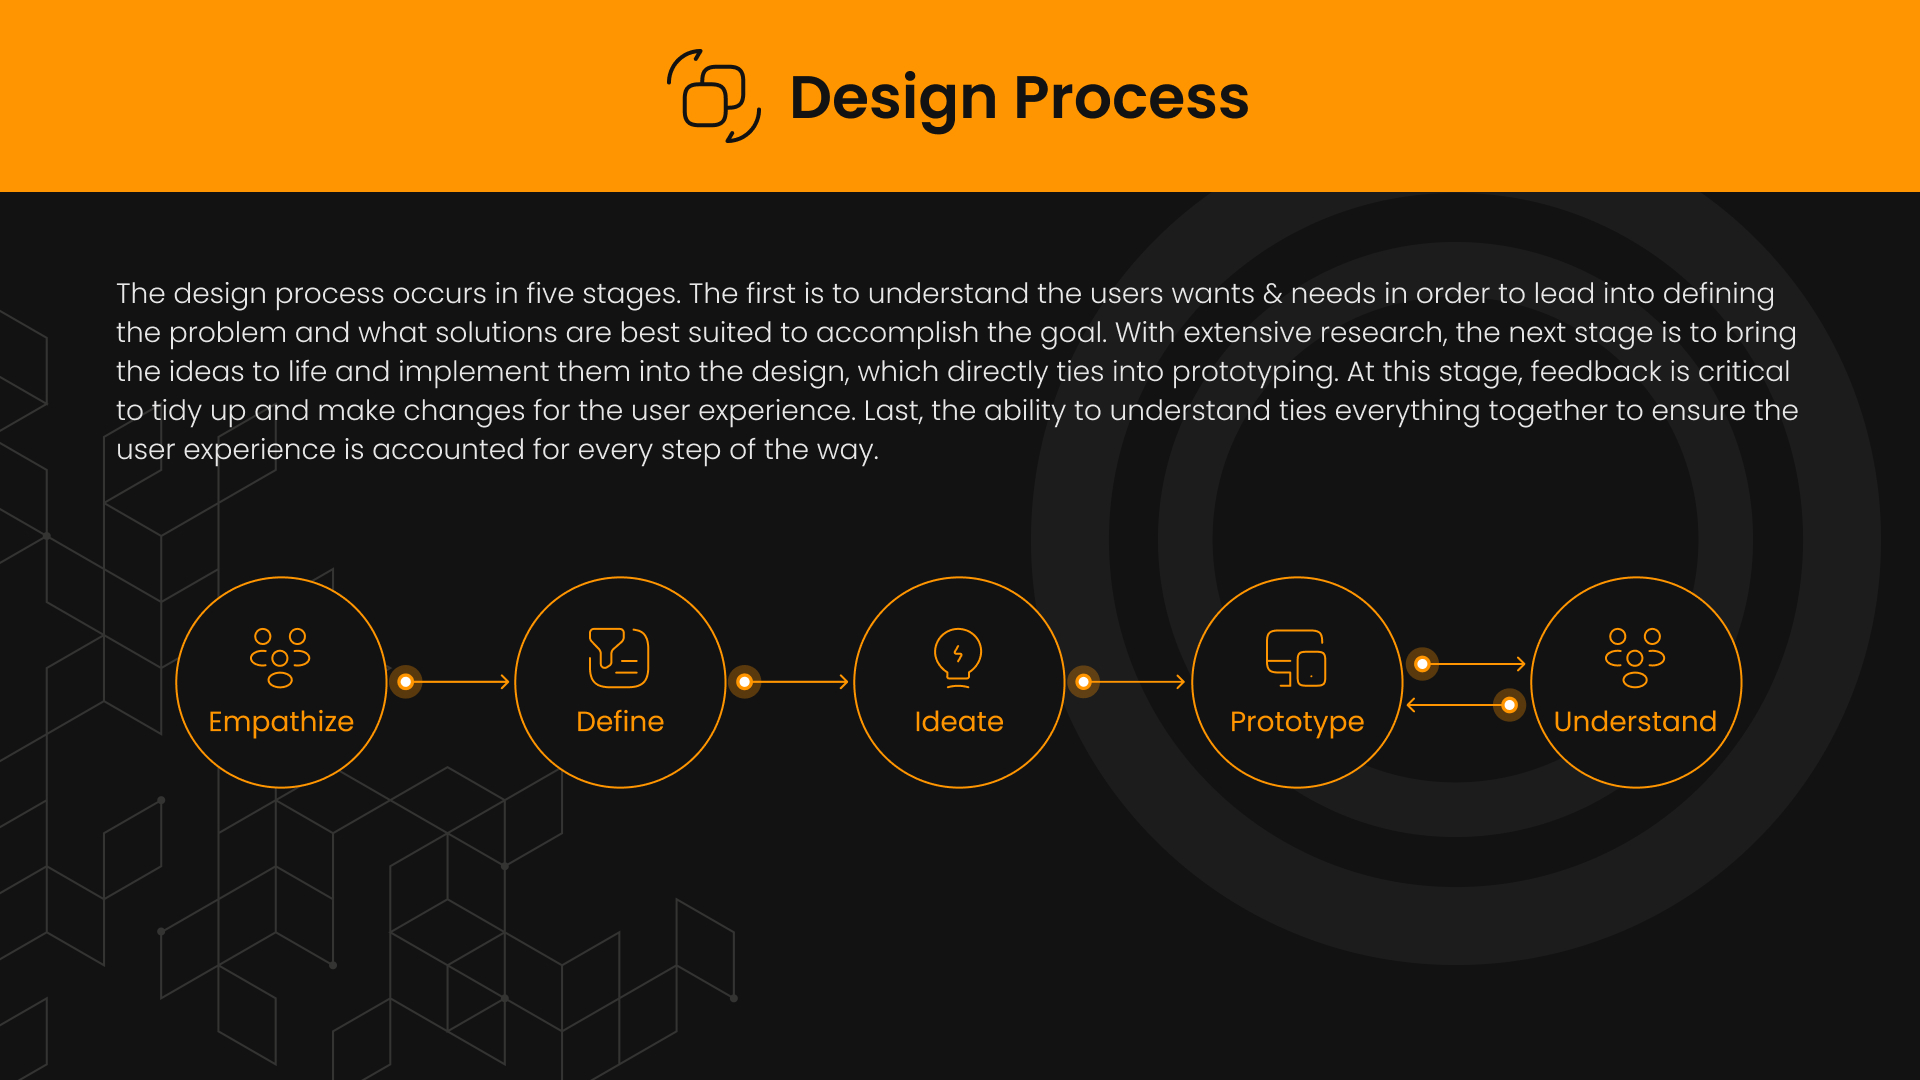 Design Process
The design process occurs in five stages. The first is to understand the users wants & needs in order to lead into defining
the problem and what solutions are best suited to accomplish the goal. With extensive research, the next stage is to bring
the ideas to life and implement them into the design, which directly ties into prototyping. At this stage, feedback is critical
to tidy up and make changes for the user experience. Last, the ability to understand ties everything together to ensure the
user experience is accounted for every step of the way.
Empathize
Define
Ideate
Prototype
Understand